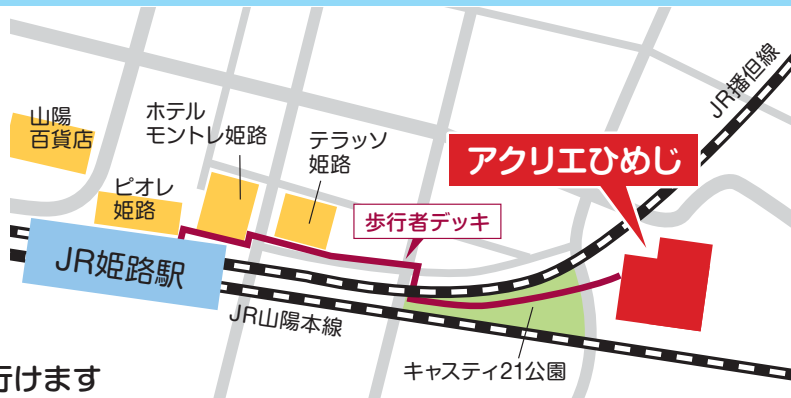 山陽
百貨店
ホテル
モントレ姫路
テラッソ
姫路
ピオレ
姫路
JR姫路駅
歩行者デッキ
アクリエひめじ
JR播但線
JR山陽本線
キャスティ21公園
行けます